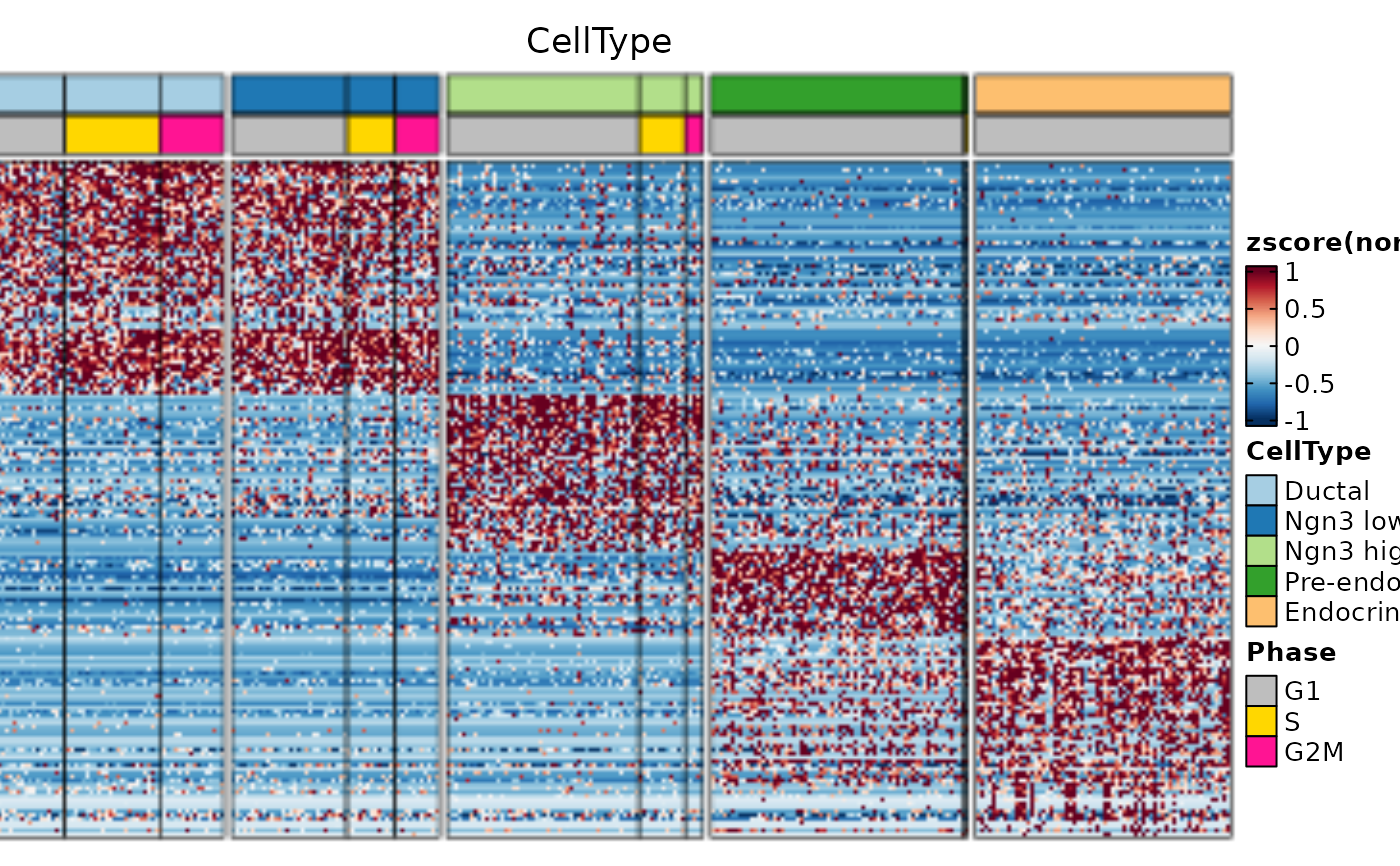 CellType
zscore(nor
1
0.5
0
-0.5
-1
CellType
Ductal
Ngn3 low
Ngn3 hig
Pre-endo
Endocrin
Phase
G1
S
G2M